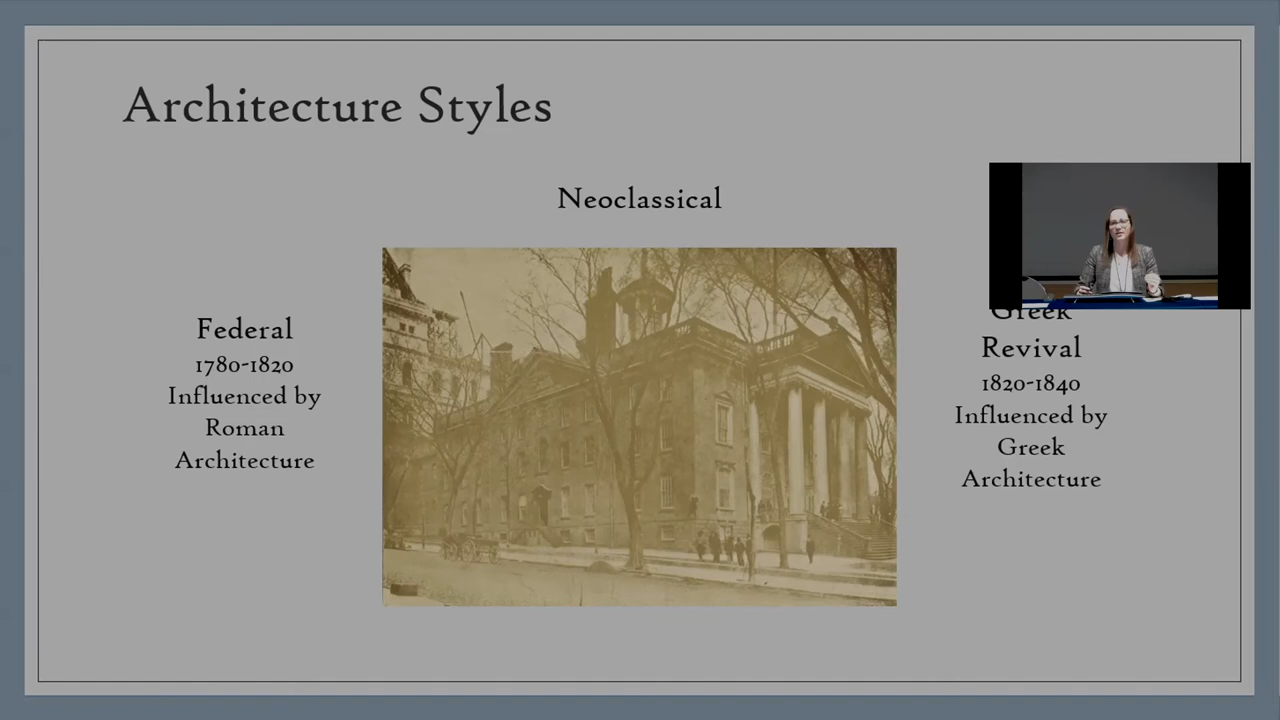 Architecture Styles
Neoclassical
Federal
1780-1820
Influenced by
Roman
Architecture
Greek
Revival
1820-1840
Influenced by
Greek
Architecture